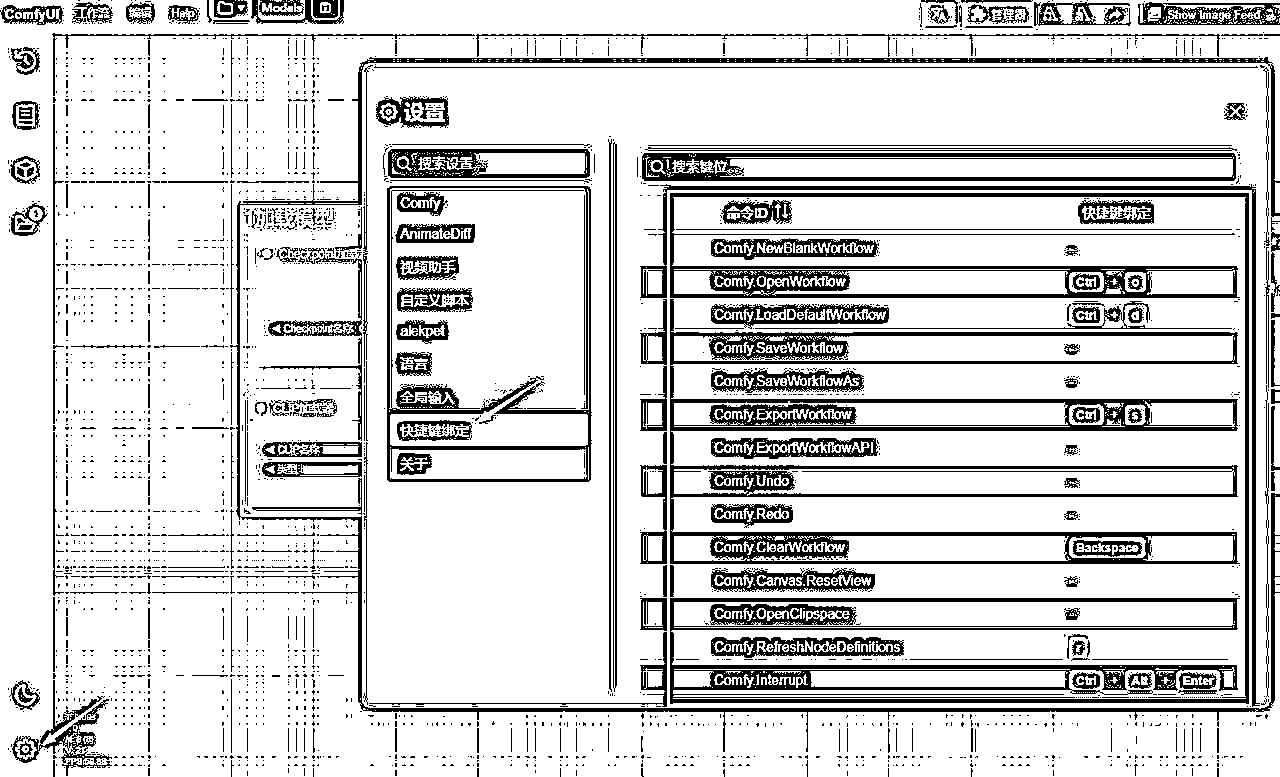 ComfyUI 工作流 编辑 Help Models
管理器 Show Image Feed
设置
搜索设置...
搜索键位...
Comfy
AnimateDiff
视频助手
自定义脚本
alekpet
语言
全局输入
快捷键绑定
关于
命令ID 快捷键绑定
Comfy.NewBlankWorkflow -
Comfy.OpenWorkflow Ctrl + o
Comfy.LoadDefaultWorkflow Ctrl + d
Comfy.SaveWorkflow -
Comfy.SaveWorkflowAs -
Comfy.ExportWorkflow Ctrl + s
Comfy.ExportWorkflowAPI -
Comfy.Undo -
Comfy.Redo -
Comfy.ClearWorkflow Backspace
Comfy.Canvas.ResetView -
Comfy.OpenClipspace -
Comfy.RefreshNodeDefinitions r
Comfy.Interrupt Ctrl + Alt + Enter
加载模型
Checkpoint
Checkpoint名称
CLIP
CLIP名称
类型